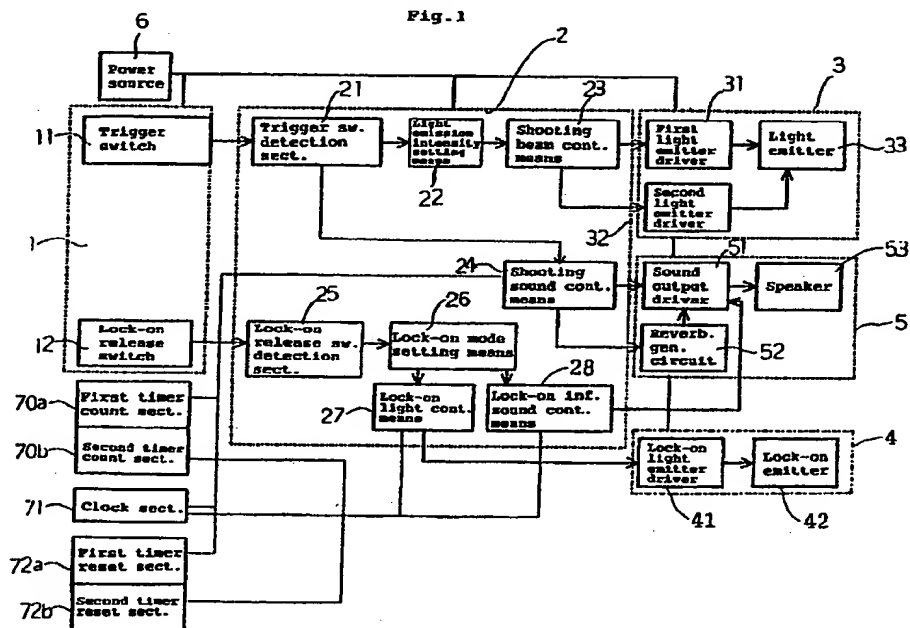 Fig.1
6
Power
source
2
1
11
Trigger
switch
12
Lock-on
release
switch
21
Trigger sw.
detection
sect.
Light
emission
intensity
setting
means
22
23
Shooting
beam cont.
means
24
Shooting
sound cont.
means
25
Lock-on
release sw.
detection
sect.
26
Lock-on mode
setting means
27
Lock-on
light cont.
means
28
Lock-on inf.
sound cont.
means
3
31
First light
emitter
driver
33
Light
emitter
32
Second
light
emitter
driver
51
Sound
output
driver
53
Speaker
5
Reverb.
gen.
circuit
52
4
Lock-on
light
emitter
driver
41
Lock-on
emitter
42
70a
First timer
count sect.
70b
Second timer
count sect.
71
Clock sect.
72a
First timer
reset sect.
72b
Second timer
reset sect.